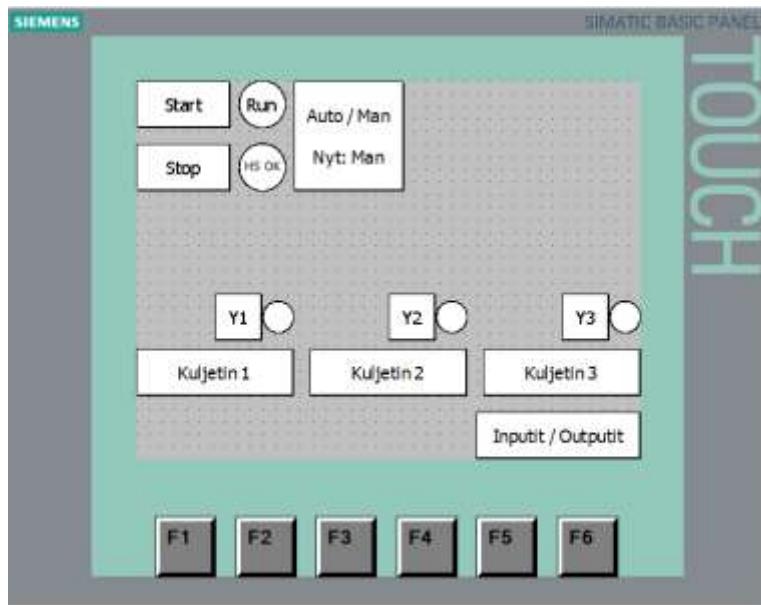 SIEMENS
SIMATIC BASIC PANEL
TOUCH
Start
Run
Auto / Man
Nyt: Man
Stop
HS OK
Y1
Y2
Y3
Kuljetin 1
Kuljetin 2
Kuljetin 3
Inputit / Outputit
F1
F2
F3
F4
F5
F6